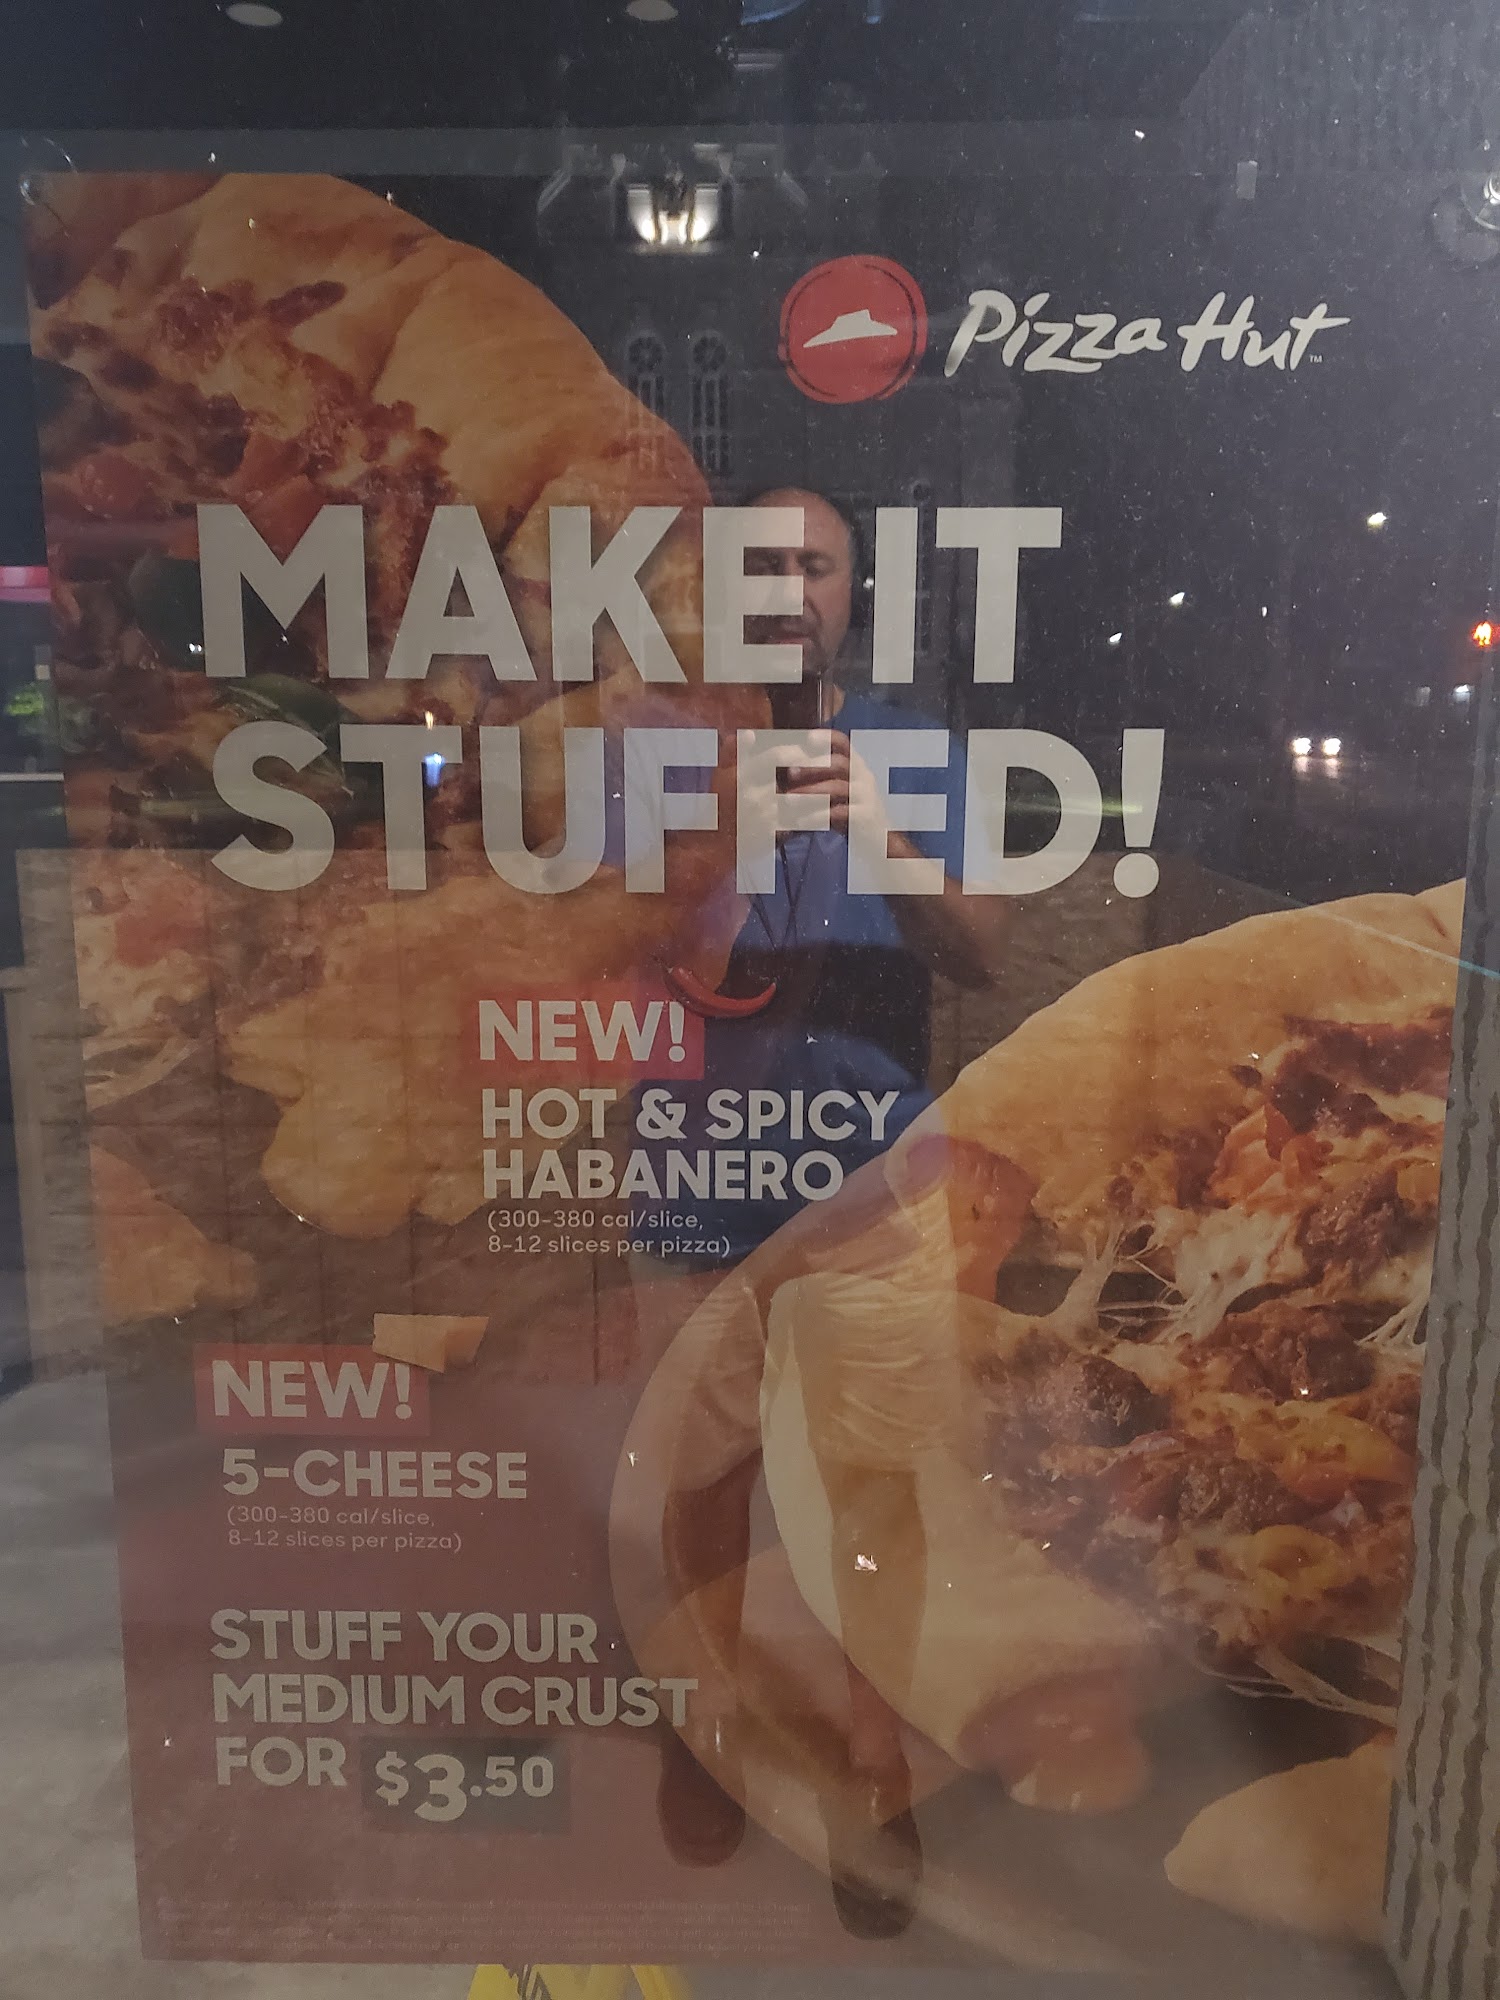 Pizza Hut™
MAKE IT
STUFFED!
NEW!
HOT & SPICY
HABANERO
(300-380 cal/slice,
8-12 slices per pizza)
NEW!
5-CHEESE
(300-380 cal/slice,
8-12 slices per pizza)
STUFF YOUR
MEDIUM CRUST
FOR $3.50